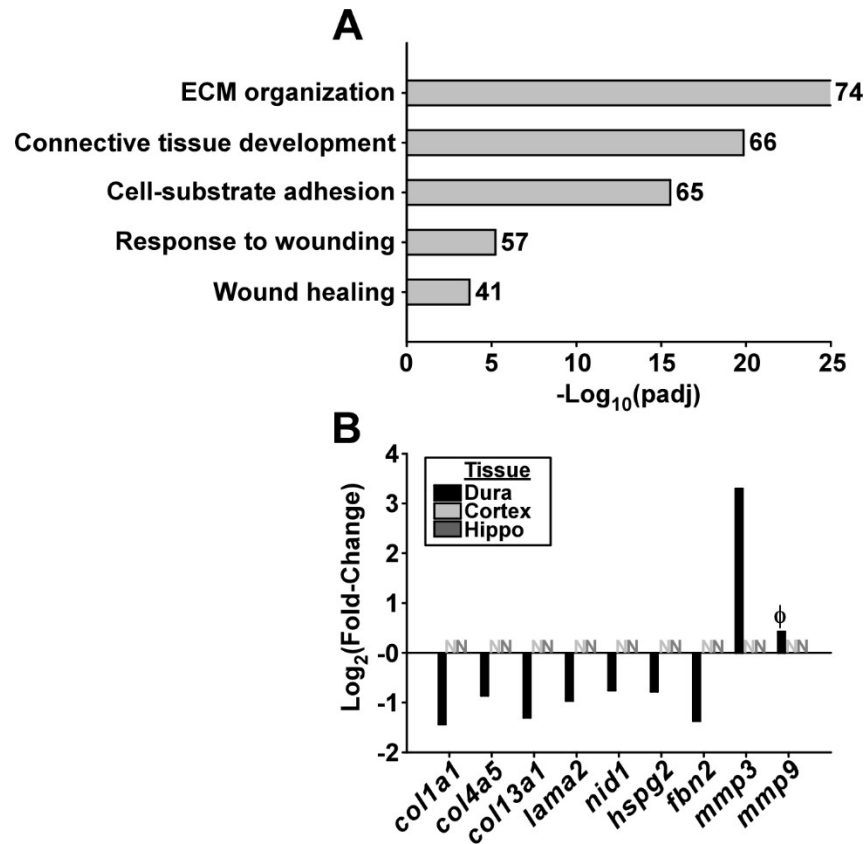 A
ECM organization 74
Connective tissue development 66
Cell-substrate adhesion 65
Response to wounding 57
Wound healing 41
0 5 10 15 20 25
-Log10(padj)
B
Log2(Fold-Change)
4
3
2
1
-0
-1
-2
Tissue
Dura
Cortex
Hippo
ϕ
NN NN NN NN NN NN NN NN NN
col1a1 col4a5 col13a1 lama2 nid1 hspg2 fbn2 mmp3 mmp9